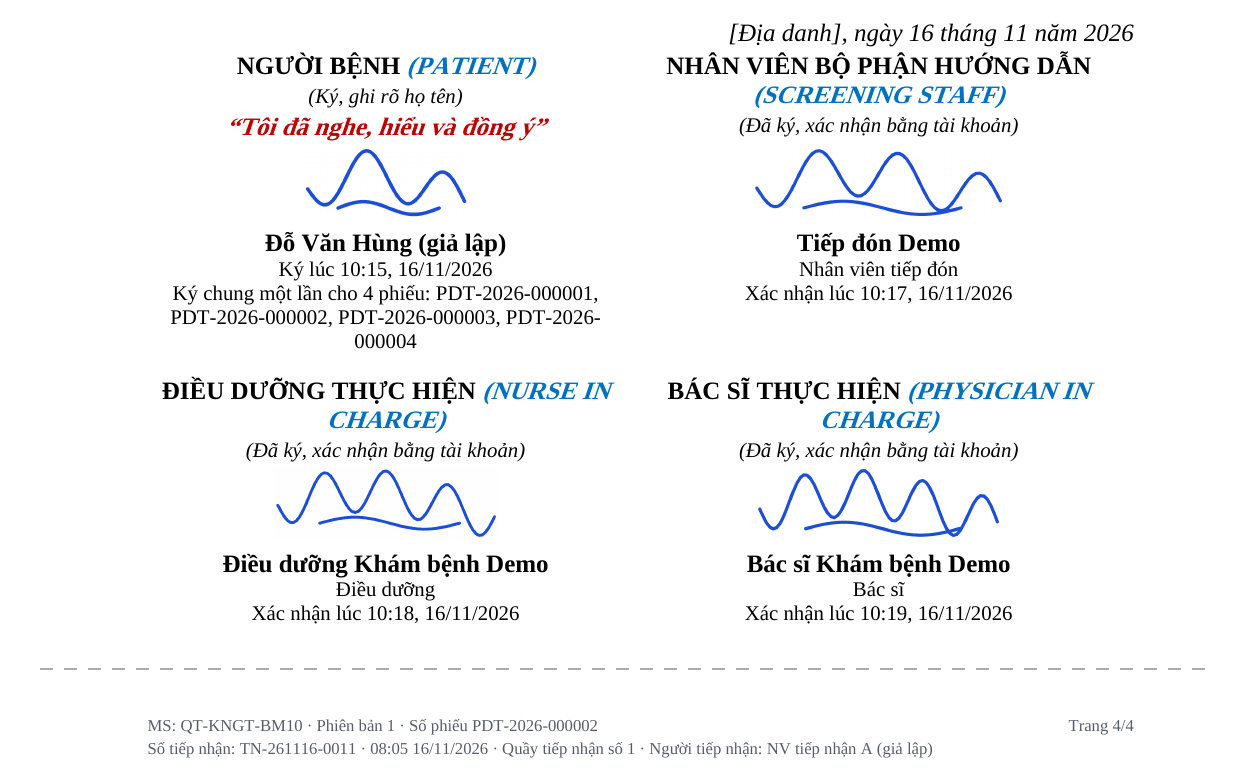 [Địa danh], ngày 16 tháng 11 năm 2026
NGƯỜI BỆNH (PATIENT)
(Ký, ghi rõ họ tên)
“Tôi đã nghe, hiểu và đồng ý”
Đỗ Văn Hùng (giả lập)
Ký lúc 10:15, 16/11/2026
Ký chung một lần cho 4 phiếu: PDT-2026-000001,
PDT-2026-000002, PDT-2026-000003, PDT-2026-
000004
NHÂN VIÊN BỘ PHẬN HƯỚNG DẪN
(SCREENING STAFF)
(Đã ký, xác nhận bằng tài khoản)
Tiếp đón Demo
Nhân viên tiếp đón
Xác nhận lúc 10:17, 16/11/2026
ĐIỀU DƯỠNG THỰC HIỆN (NURSE IN
CHARGE)
(Đã ký, xác nhận bằng tài khoản)
Điều dưỡng Khám bệnh Demo
Điều dưỡng
Xác nhận lúc 10:18, 16/11/2026
BÁC SĨ THỰC HIỆN (PHYSICIAN IN
CHARGE)
(Đã ký, xác nhận bằng tài khoản)
Bác sĩ Khám bệnh Demo
Bác sĩ
Xác nhận lúc 10:19, 16/11/2026
MS: QT-KNGT-BM10 · Phiên bản 1 · Số phiếu PDT-2026-000002
Trang 4/4
Số tiếp nhận: TN-261116-0011 · 08:05 16/11/2026 · Quầy tiếp nhận số 1 · Người tiếp nhận: NV tiếp nhận A (giả lập)